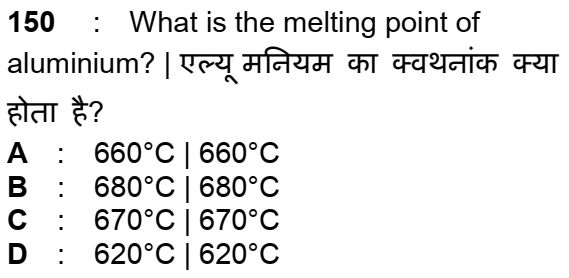 150 : What is the melting point of
aluminium? | एल्यू मनियम का क्वथनांक क्या
होता है?
A : 660°C | 660°C
B : 680°C | 680°C
C : 670°C | 670°C
D : 620°C | 620°C